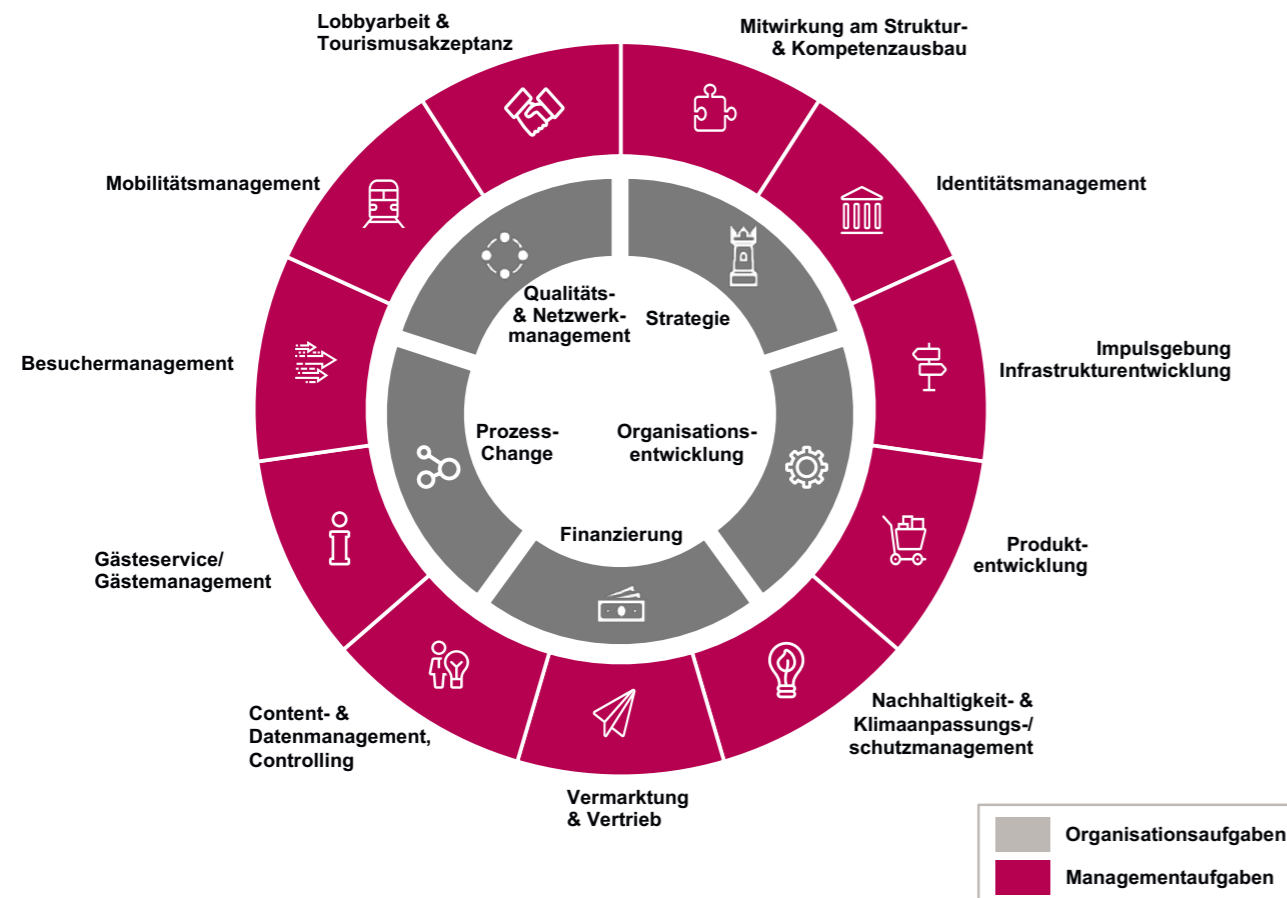 Lobbyarbeit &
Tourismusakzeptanz
Mitwirkung am Struktur-
& Kompetenzausbau
Mobilitätsmanagement
Identitätsmanagement
Qualitäts-
& Netzwerk-
management
Strategie
Besuchermanagement
Impulsgebung
Infrastrukturentwicklung
Prozess-
Change
Organisations-
entwicklung
Finanzierung
Gästeservice/
Gästemanagement
Produkt-
entwicklung
Content- &
Datenmanagement,
Controlling
Nachhaltigkeit- &
Klimaanpassungs-/
schutzmanagement
Vermarktung
& Vertrieb
Organisationsaufgaben
Managementaufgaben